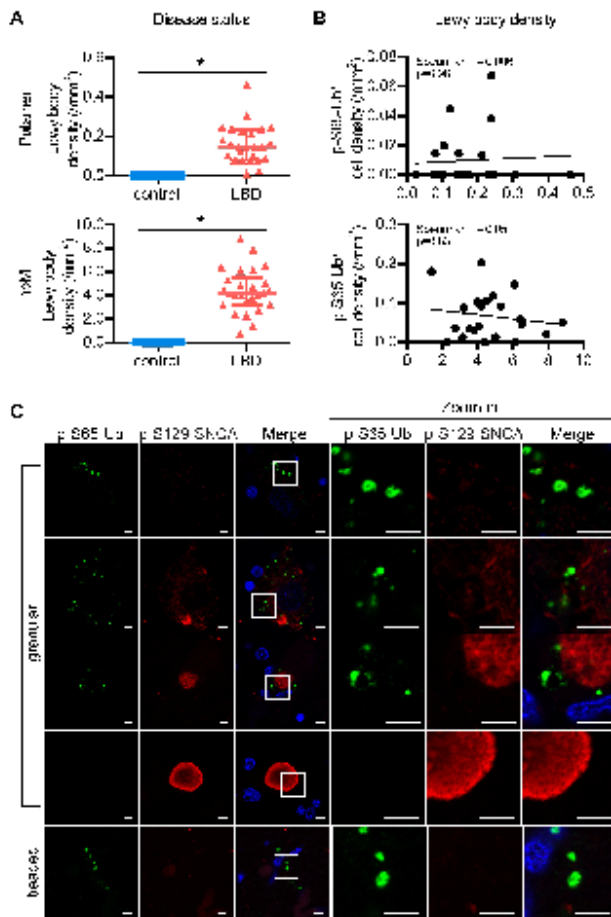 A
Disease status
B
Lewy body density
Putamen
Lewy body
density (/mm²)
0.6
0.4
0.2
0.0
*
control
LBD
p-S65-Ub⁺
cell density (/mm²)
0.08
0.06
0.04
0.02
0.00
0.0
0.1
0.2
0.3
0.4
0.5
Lewy body
density (/mm²)
10.0
8.0
6.0
4.0
2.0
0.0
*
control
LBD
cell density (/mm²)
0.3
0.2
0.1
0.0
0
2
4
6
8
10
C
Zoom in
p-S65-Ub
p-S129-SNCA
Merge
p-S65-Ub
p-S129-SNCA
Merge
granular
beaded